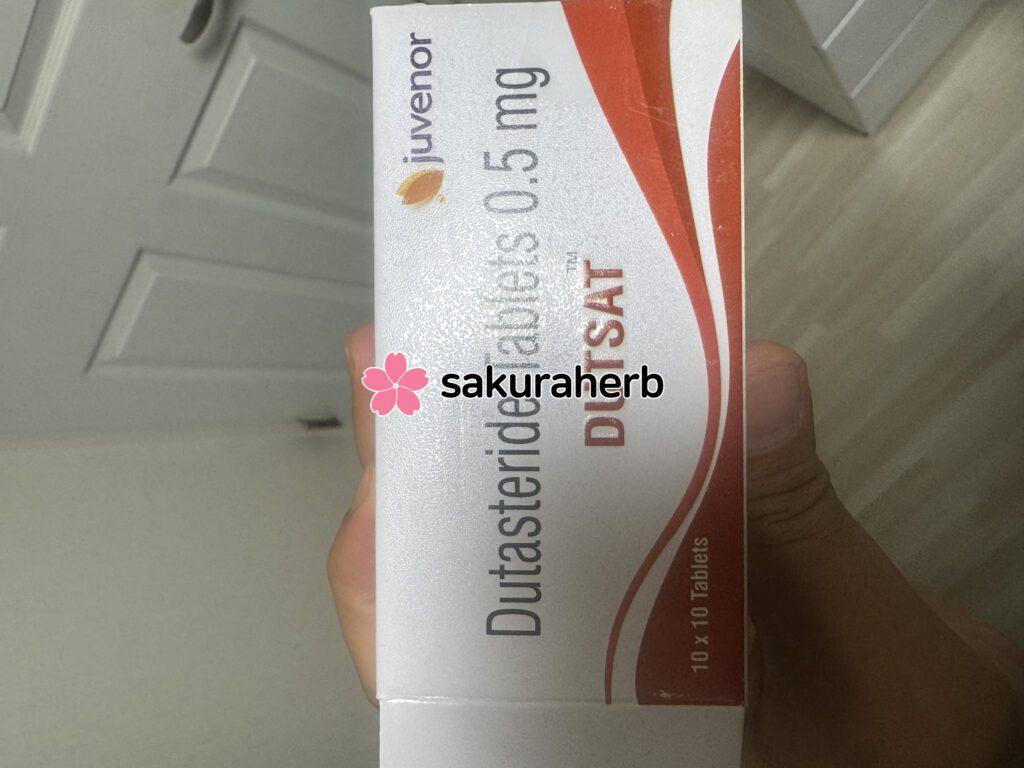 juvenor
Dutasteride Tablets 0.5 mg
DUTSAT™
10 x 10 Tablets
sakuraherb